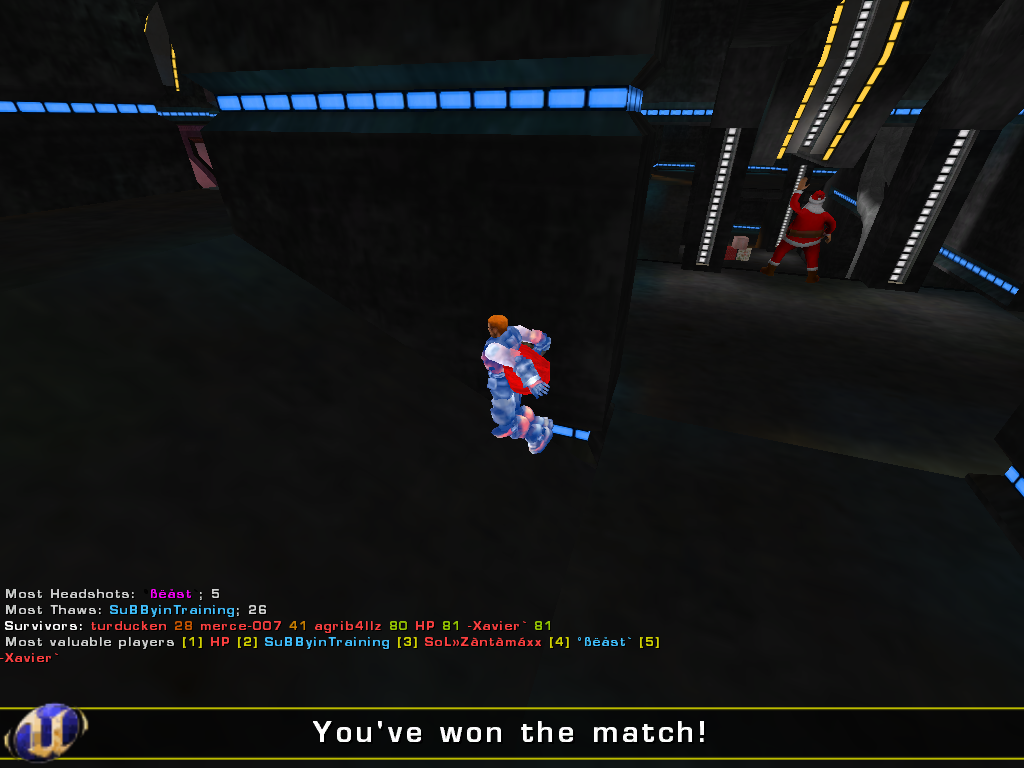 Most Headshots: ßëâst ; 5
Most Thaws: SuBByinTraining; 26
Survivors: turducken 28 merce-007 41 agrib4llz 80 HP 81 -Xavier` 81
Most valuable players [1] HP [2] SuBByinTraining [3] SoL»Zàntàmáxx [4] °ßëâst` [5]
-Xavier`
You've won the match!